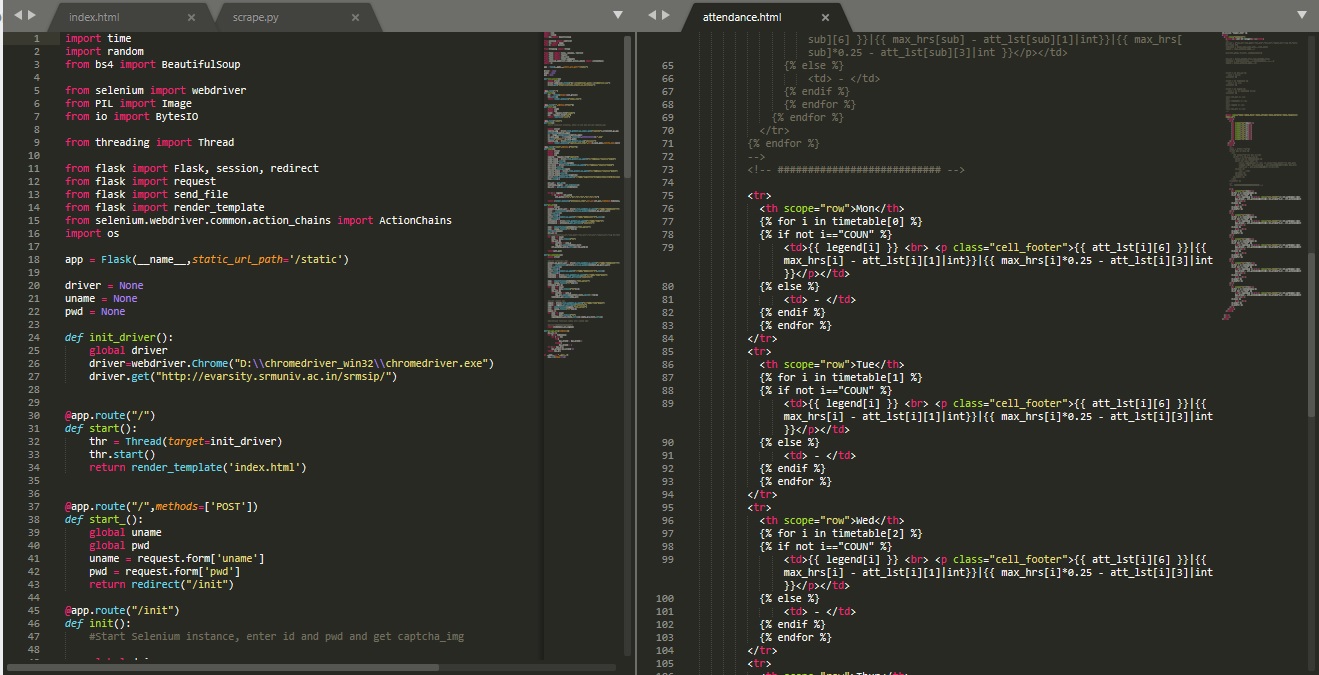 index.html
scrape.py
attendance.html
1 import time
2 import random
3 from bs4 import BeautifulSoup
4
5 from selenium import webdriver
6 from PIL import Image
7 from io import BytesIO
8
9 from threading import Thread
10
11 from flask import Flask, session, redirect
12 from flask import request
13 from flask import send_file
14 from flask import render_template
15 from selenium.webdriver.common.action_chains import ActionChains
16 import os
17
18 app = Flask(__name__,static_url_path='/static')
19
20 driver = None
21 uname = None
22 pwd = None
23
24 def init_driver():
25 global driver
26 driver=webdriver.Chrome("D:\\chromedriver_win32\\chromedriver.exe")
27 driver.get("http://evarsity.srmuniv.ac.in/srmsip/")
28
29
30 @app.route("/")
31 def start():
32 thr = Thread(target=init_driver)
33 thr.start()
34 return render_template('index.html')
35
36
37 @app.route("/",methods=['POST'])
38 def start_():
39 global uname
40 global pwd
41 uname = request.form['uname']
42 pwd = request.form['pwd']
43 return redirect("/init")
44
45 @app.route("/init")
46 def init():
47 #Start Selenium instance, enter id and pwd and get captcha_img
48
sub][6] }}|{{ max_hrs[sub] - att_lst[sub][1]|int}}|{{ max_hrs[
sub]*0.25 - att_lst[sub][3]|int }}</p></td>
65 {% else %}
66 <td> - </td>
67 {% endif %}
68 {% endfor %}
69 {% endfor %}
70 </tr>
71 {% endfor %}
72 -->
73 <!-- ########################## -->
74
75 <tr>
76 <th scope="row">Mon</th>
77 {% for i in timetable[0] %}
78 {% if not i=="COUN" %}
79 <td>{{ legend[i] }} <br> <p class="cell_footer">{{ att_lst[i][6] }}|{{
max_hrs[i] - att_lst[i][1]|int}}|{{ max_hrs[i]*0.25 - att_lst[i][3]|int
}}</p></td>
80 {% else %}
81 <td> - </td>
82 {% endif %}
83 {% endfor %}
84 </tr>
85 <tr>
86 <th scope="row">Tue</th>
87 {% for i in timetable[1] %}
88 {% if not i=="COUN" %}
89 <td>{{ legend[i] }} <br> <p class="cell_footer">{{ att_lst[i][6] }}|{{
max_hrs[i] - att_lst[i][1]|int}}|{{ max_hrs[i]*0.25 - att_lst[i][3]|int
}}</p></td>
90 {% else %}
91 <td> - </td>
92 {% endif %}
93 {% endfor %}
94 </tr>
95 <tr>
96 <th scope="row">Wed</th>
97 {% for i in timetable[2] %}
98 {% if not i=="COUN" %}
99 <td>{{ legend[i] }} <br> <p class="cell_footer">{{ att_lst[i][6] }}|{{
max_hrs[i] - att_lst[i][1]|int}}|{{ max_hrs[i]*0.25 - att_lst[i][3]|int
}}</p></td>
100 {% else %}
101 <td> - </td>
102 {% endif %}
103 {% endfor %}
104 </tr>
105 <tr>